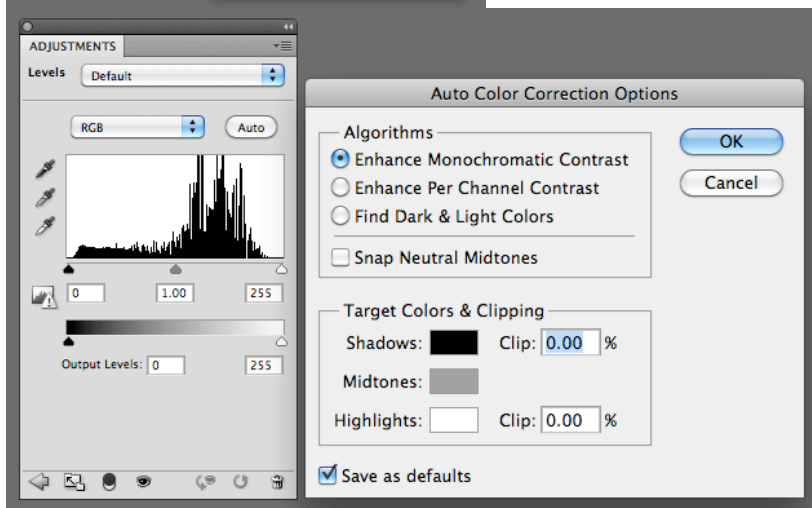 ADJUSTMENTS
Levels Default
RGB Auto
0 1.00 255
Output Levels: 0 255
Auto Color Correction Options
Algorithms
Enhance Monochromatic Contrast
Enhance Per Channel Contrast
Find Dark & Light Colors
Snap Neutral Midtones
OK
Cancel
Target Colors & Clipping
Shadows: Clip: 0.00 %
Midtones:
Highlights: Clip: 0.00 %
Save as defaults